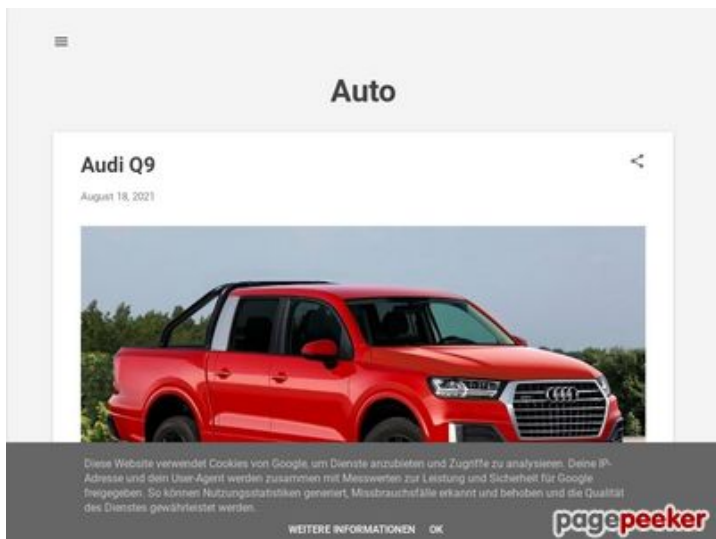 Auto
Audi Q9
August 18, 2021
Diese Website verwendet Cookies von Google, um Dienste anzubieten und Zugriffe zu analysieren. Deine IP-
Adresse und dein User-Agent werden zusammen mit Messwerten zur Leistung und Sicherheit für Google
freigegeben. So können Nutzungsstatistiken generiert, Missbrauchsfälle erkannt und behoben und die Qualität
des Dienstes gewährleistet werden.
WEITERE INFORMATIONEN OK
pagepeeker